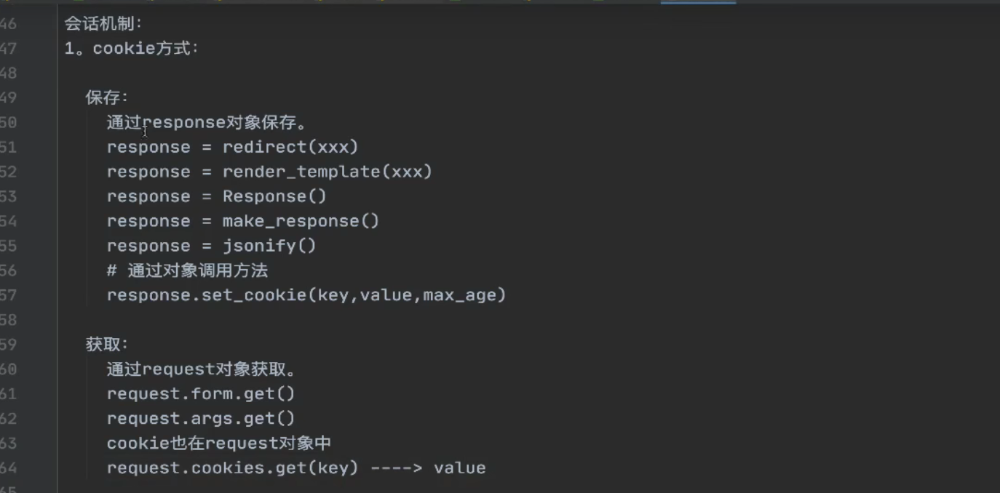 46 会话机制：
47 1。cookie方式：
48
49 保存：
50 通过response对象保存。
51 response = redirect(xxx)
52 response = render_template(xxx)
53 response = Response()
54 response = make_response()
55 response = jsonify()
56 # 通过对象调用方法
57 response.set_cookie(key,value,max_age)
58
59 获取：
60 通过request对象获取。
61 request.form.get()
62 request.args.get()
63 cookie也在request对象中
64 request.cookies.get(key) ----> value
65